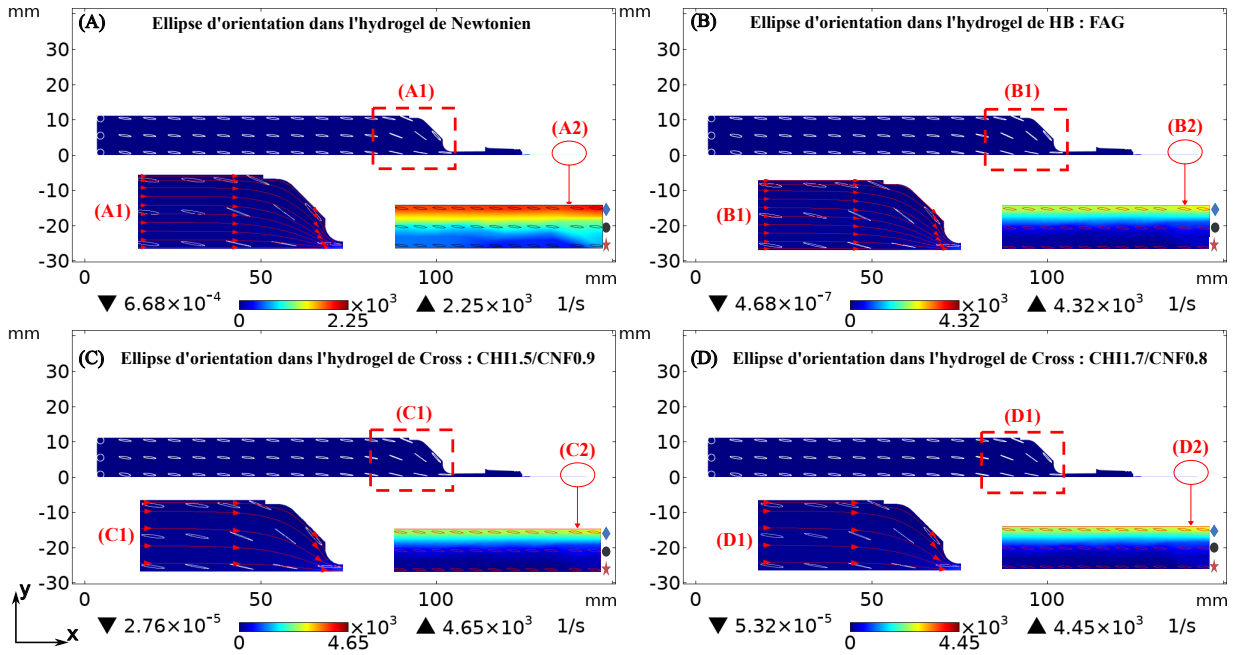 mm
(A)
Ellipse d'orientation dans l'hydrogel de Newtonien
40
30
20
10
0
-10
-20
-30
(A1)
(A2)
(A1)
0
50
100
mm
▼ 6.68×10⁻⁴
0
2.25
×10³
▲ 2.25×10³
1/s
mm
(B)
Ellipse d'orientation dans l'hydrogel de HB : FAG
40
30
20
10
0
-10
-20
-30
(B1)
(B2)
(B1)
0
50
100
mm
▼ 4.68×10⁻⁷
0
4.32
×10³
▲ 4.32×10³
1/s
mm
(C)
Ellipse d'orientation dans l'hydrogel de Cross : CHI1.5/CNF0.9
30
20
10
0
-10
-20
-30
(C1)
(C2)
(C1)
0
50
100
mm
▼ 2.76×10⁻⁵
0
4.65
×10³
▲ 4.65×10³
1/s
y
x
mm
(D)
Ellipse d'orientation dans l'hydrogel de Cross : CHI1.7/CNF0.8
30
20
10
0
-10
-20
-30
(D1)
(D2)
(D1)
0
50
100
mm
▼ 5.32×10⁻⁵
0
4.45
×10³
▲ 4.45×10³
1/s